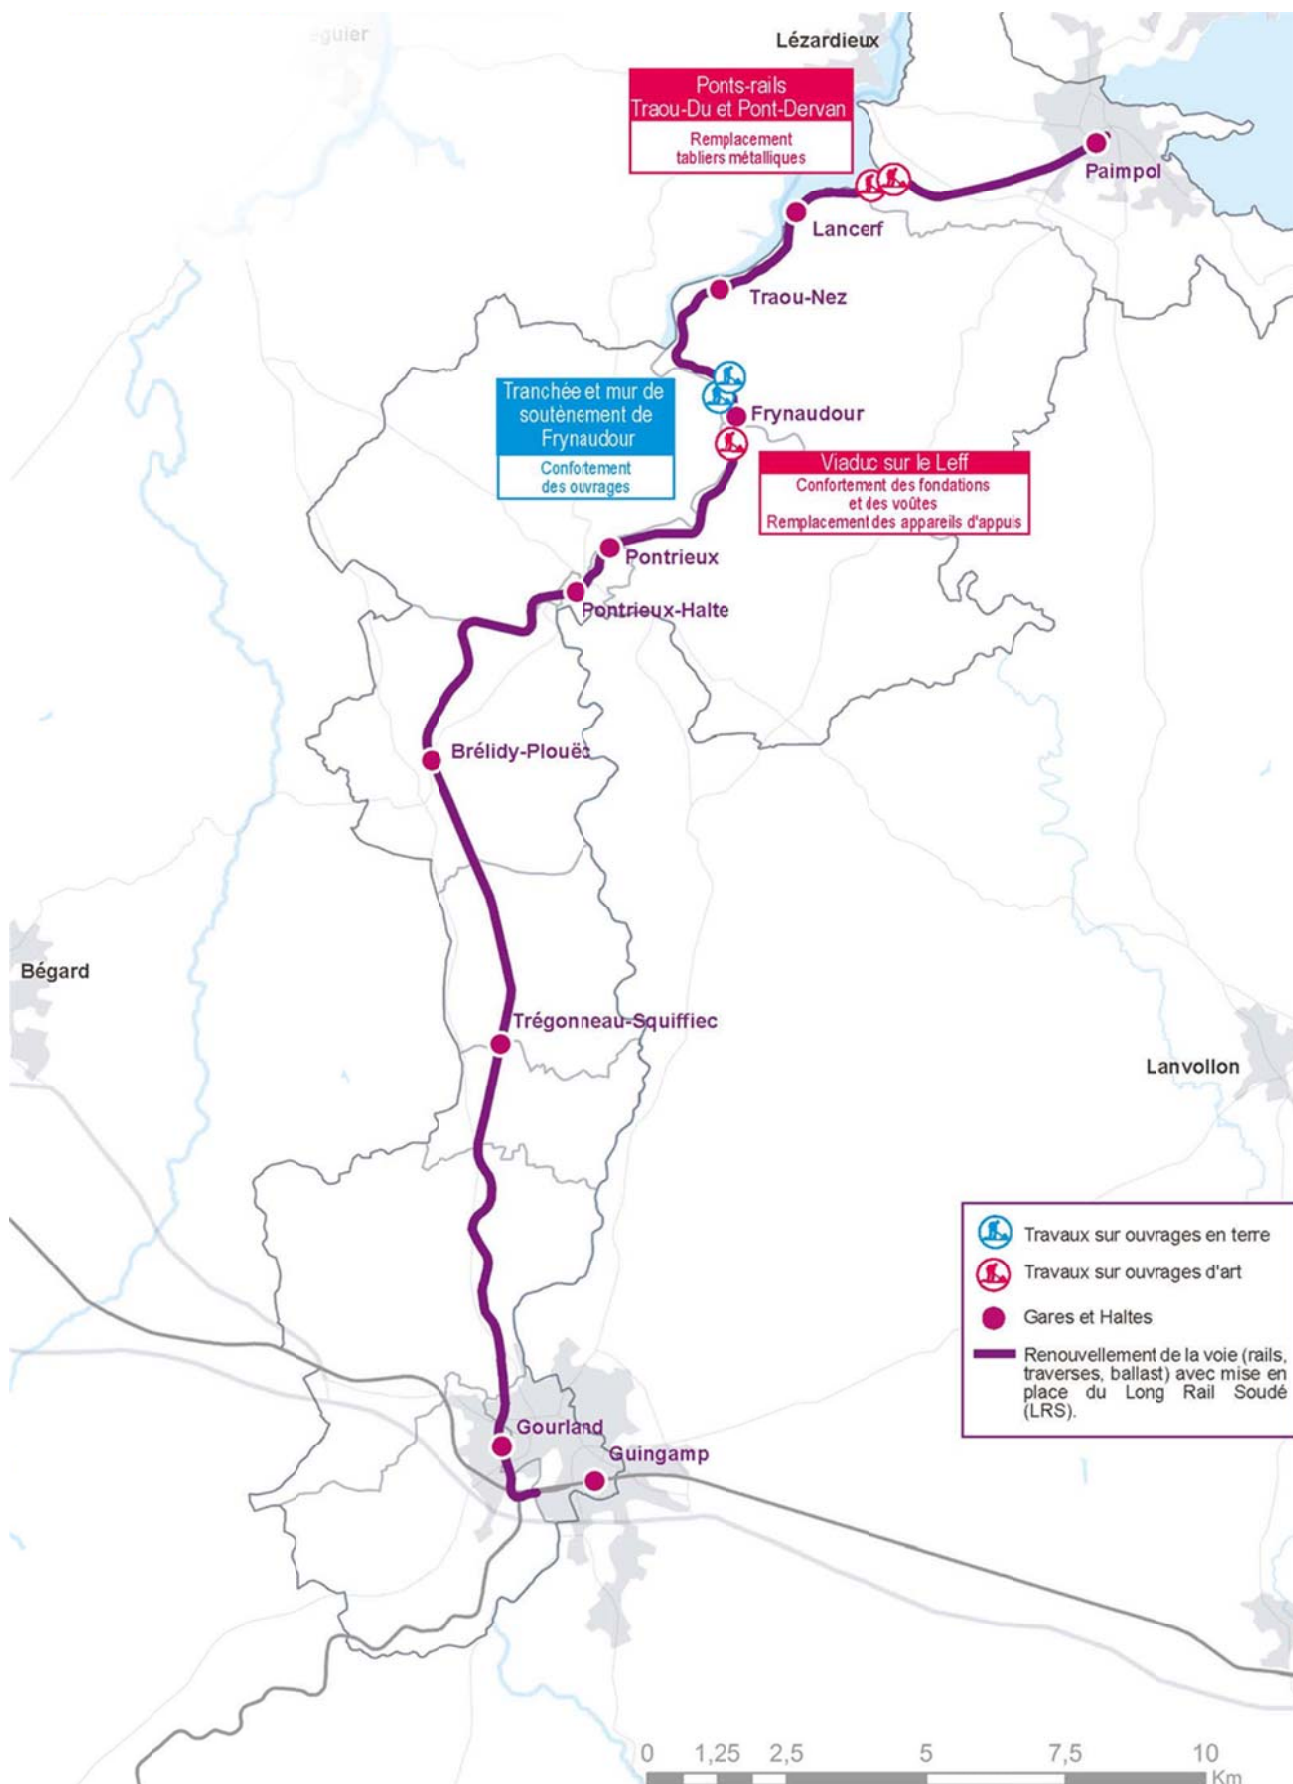 Lézardieux
Ponts-rails
Traou-Du et Pont-Dervan
Remplacement
tabliers métalliques
Paimpol
Lancerf
Traou-Nez
Tranchée et mur de
soutènement de
Frynaudour
Confortement
des ouvrages
Frynaudour
Viaduc sur le Leff
Confortement des fondations
et des voûtes
Remplacement des appareils d'appuis
Pontrieux
Pontrieux-Halte
Brélidy-Plouëc
Bégard
Trégonneau-Squiffiec
Lanvollon
Travaux sur ouvrages en terre
Travaux sur ouvrages d'art
Gares et Haltes
Renouvellement de la voie (rails,
traverses, ballast) avec mise en
place du Long Rail Soudé
(LRS).
Gourland
Guingamp
0 1,25 2,5 5 7,5 10
Km